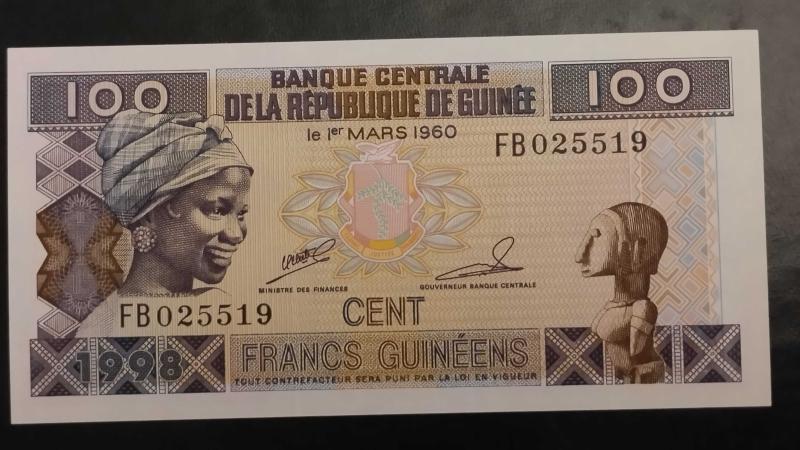 100
BANQUE CENTRALE
100
DE LA RÉPUBLIQUE DE GUINÉE
le 1er MARS 1960
FB025519
MINISTRE DES FINANCES
GOUVERNEUR BANQUE CENTRALE
FB025519
CENT
1998
FRANCS GUINÉENS
TOUT CONTREFACTEUR SERA PUNI PAR LA LOI EN VIGUEUR